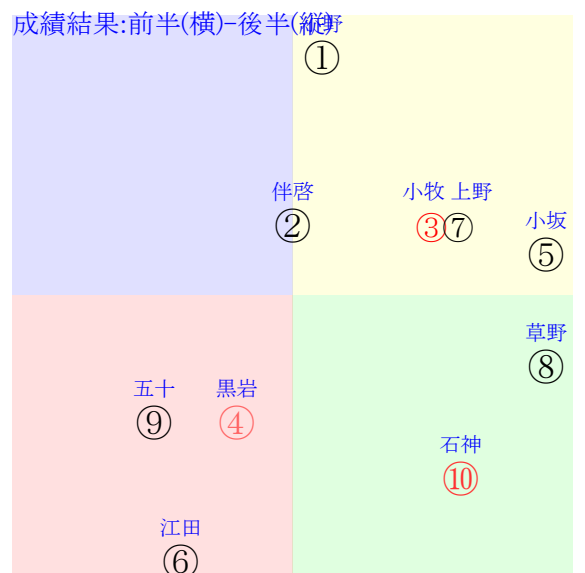 成績結果:前半(横)-後半(縦)
①
伴啓
②
小牧 上野
③⑦
小坂
⑤
草野
⑧
五十 黒岩
⑨ ④
石神
⑩
江田
⑥